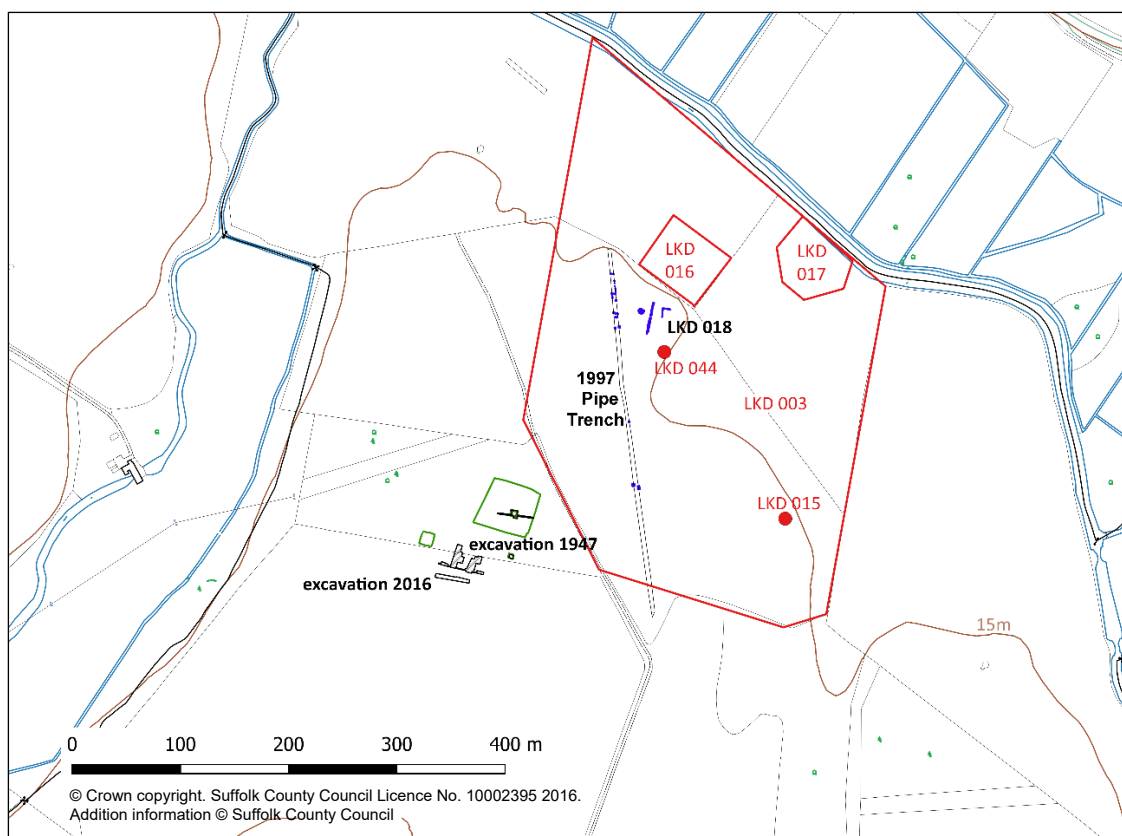 LKD
016
LKD
017
LKD 018
LKD 044
1997
Pipe
Trench
LKD 003
LKD 015
excavation 1947
excavation 2016
15m
0 100 200 300 400 m
© Crown copyright. Suffolk County Council Licence No. 10002395 2016.
Addition information © Suffolk County Council